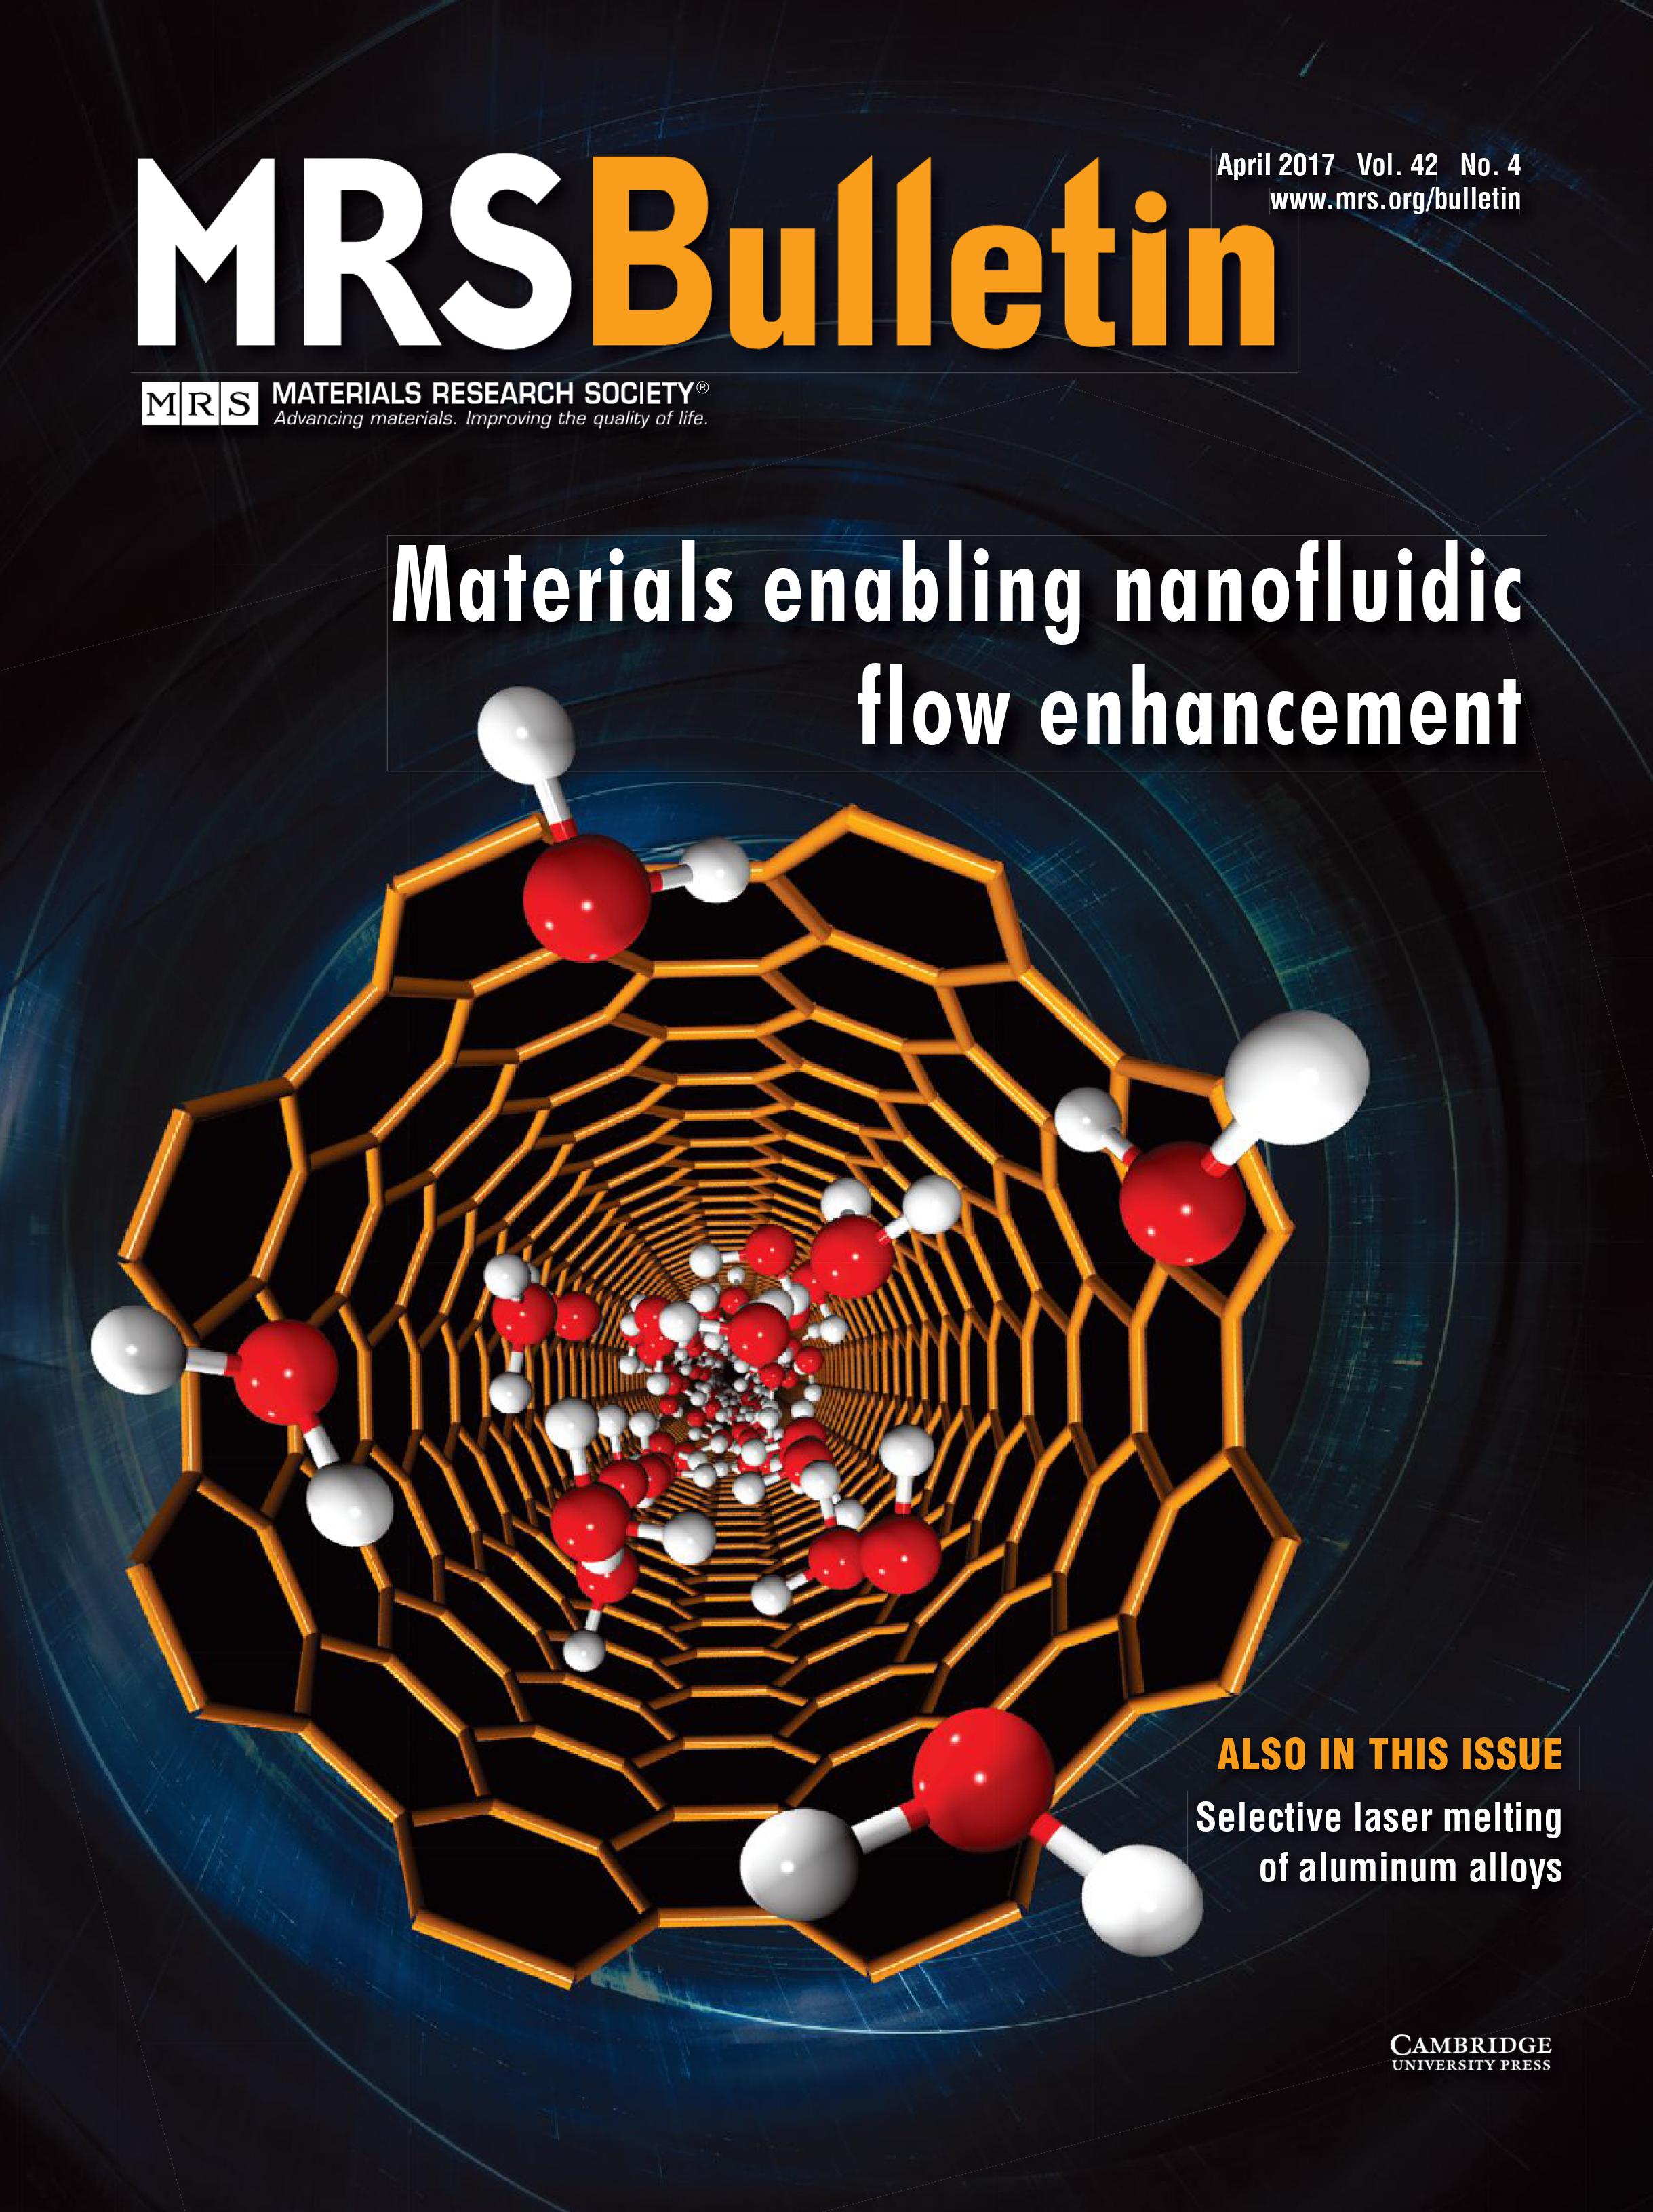 April 2017 Vol. 42 No. 4
www.mrs.org/bulletin
MRSBulletin
MRS MATERIALS RESEARCH SOCIETY®
Advancing materials. Improving the quality of life.
Materials enabling nanofluidic
flow enhancement
ALSO IN THIS ISSUE
Selective laser melting
of aluminum alloys
CAMBRIDGE
UNIVERSITY PRESS